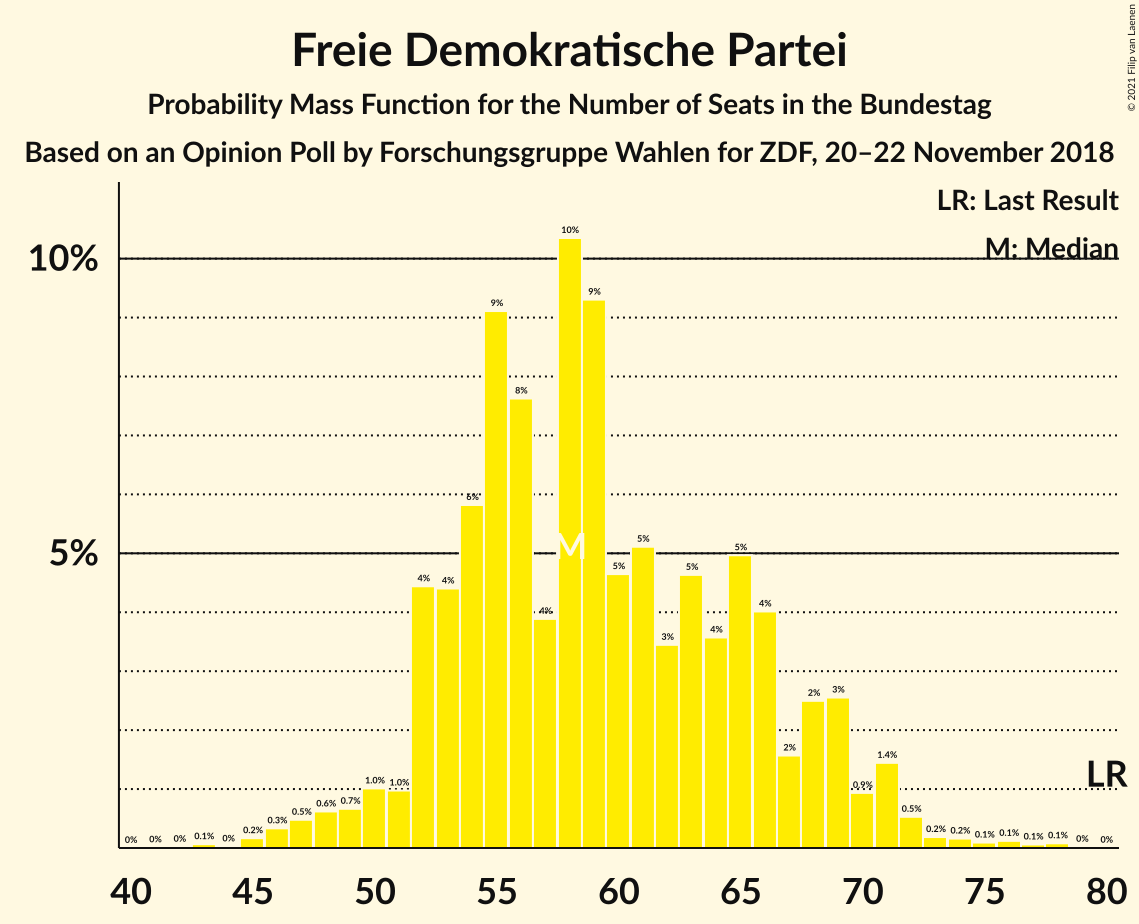 Freie Demokratische Partei
Probability Mass Function for the Number of Seats in the Bundestag
Based on an Opinion Poll by Forschungsgruppe Wahlen for ZDF, 20–22 November 2018
© 2021 Filip van Laenen
LR: Last Result
M: Median
10%
5%
0% 0% 0% 0.1% 0% 0.2% 0.3% 0.5% 0.6% 0.7% 1.0% 1.0% 4% 4% 6% 9% 8% 4% 10% 9% 5% 5% 3% 5% 4% 5% 4% 2% 2% 3% 0.9% 1.4% 0.5% 0.2% 0.2% 0.1% 0.1% 0.1% 0.1% 0% 0%
M
LR
40 45 50 55 60 65 70 75 80